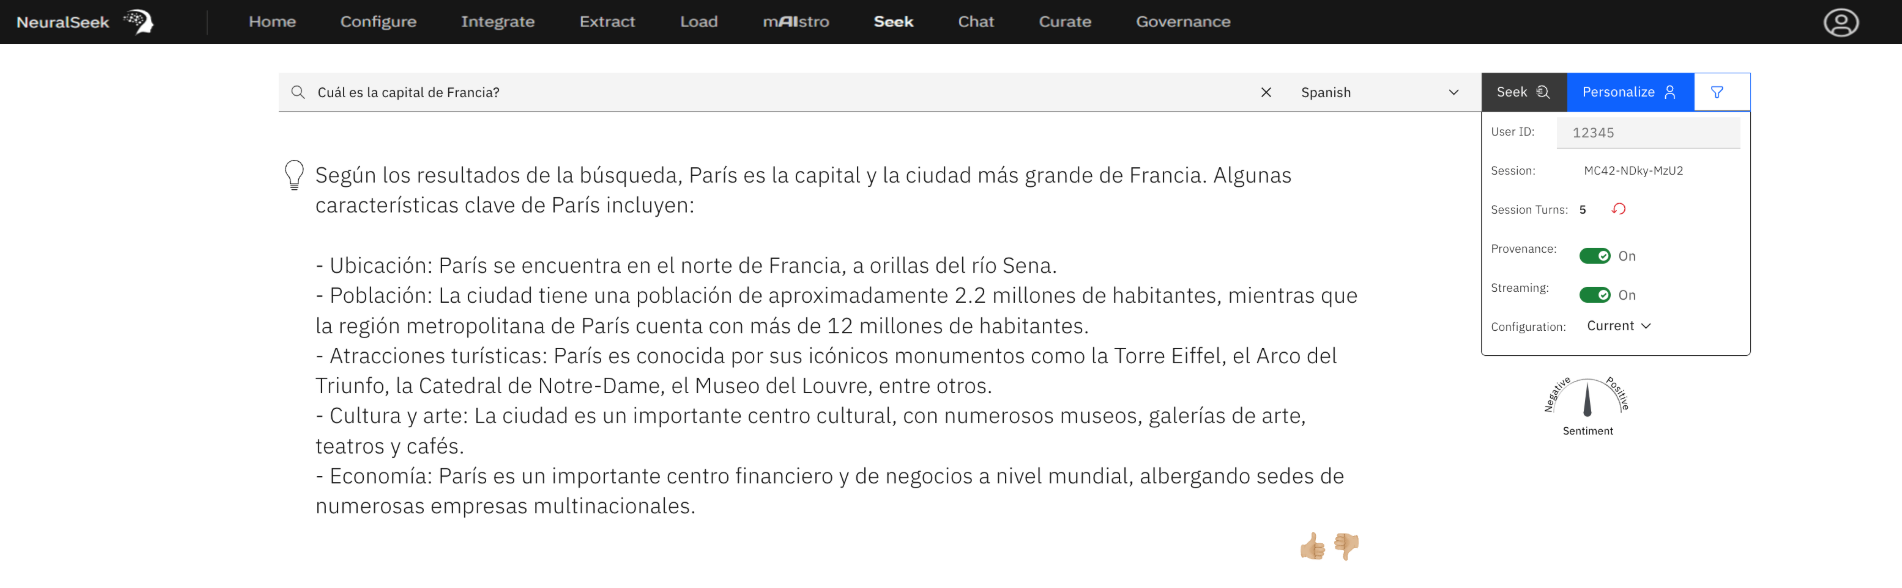 NeuralSeek
Home Configure Integrate Extract Load mAIstro Seek Chat Curate Governance
Cuál es la capital de Francia?
Spanish
Seek
Personalize
Según los resultados de la búsqueda, París es la capital y la ciudad más grande de Francia. Algunas
características clave de París incluyen:
- Ubicación: París se encuentra en el norte de Francia, a orillas del río Sena.
- Población: La ciudad tiene una población de aproximadamente 2.2 millones de habitantes, mientras que
la región metropolitana de París cuenta con más de 12 millones de habitantes.
- Atracciones turísticas: París es conocida por sus icónicos monumentos como la Torre Eiffel, el Arco del
Triunfo, la Catedral de Notre-Dame, el Museo del Louvre, entre otros.
- Cultura y arte: La ciudad es un importante centro cultural, con numerosos museos, galerías de arte,
teatros y cafés.
- Economía: París es un importante centro financiero y de negocios a nivel mundial, albergando sedes de
numerosas empresas multinacionales.
User ID: 12345
Session: MC42-NDky-MzU2
Session Turns: 5
Provenance: On
Streaming: On
Configuration: Current
Negative Positive
Sentiment